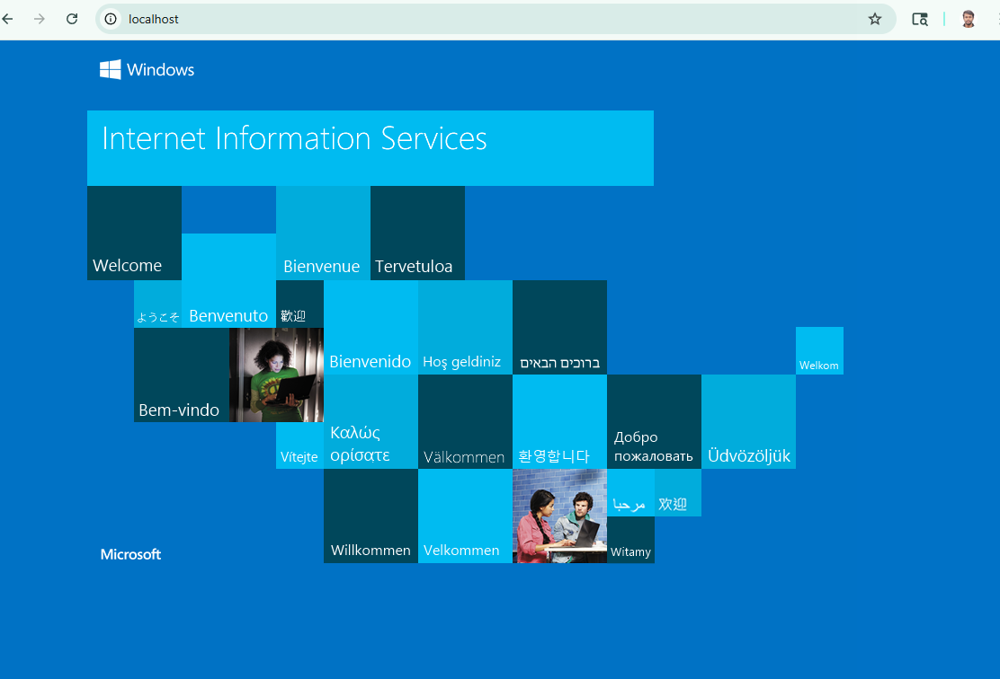 localhost
Windows
Internet Information Services
Welcome
Bienvenue
Tervetuloa
ようこそ
Benvenuto
歡迎
Bienvenido
Hoş geldiniz
ברוכים הבאים
Welkom
Bem-vindo
Vítejte
Καλώς
ορίσατε
Välkommen
환영합니다
Добро
пожаловать
Üdvözöljük
مرحبا
欢迎
Microsoft
Willkommen
Velkommen
Witamy